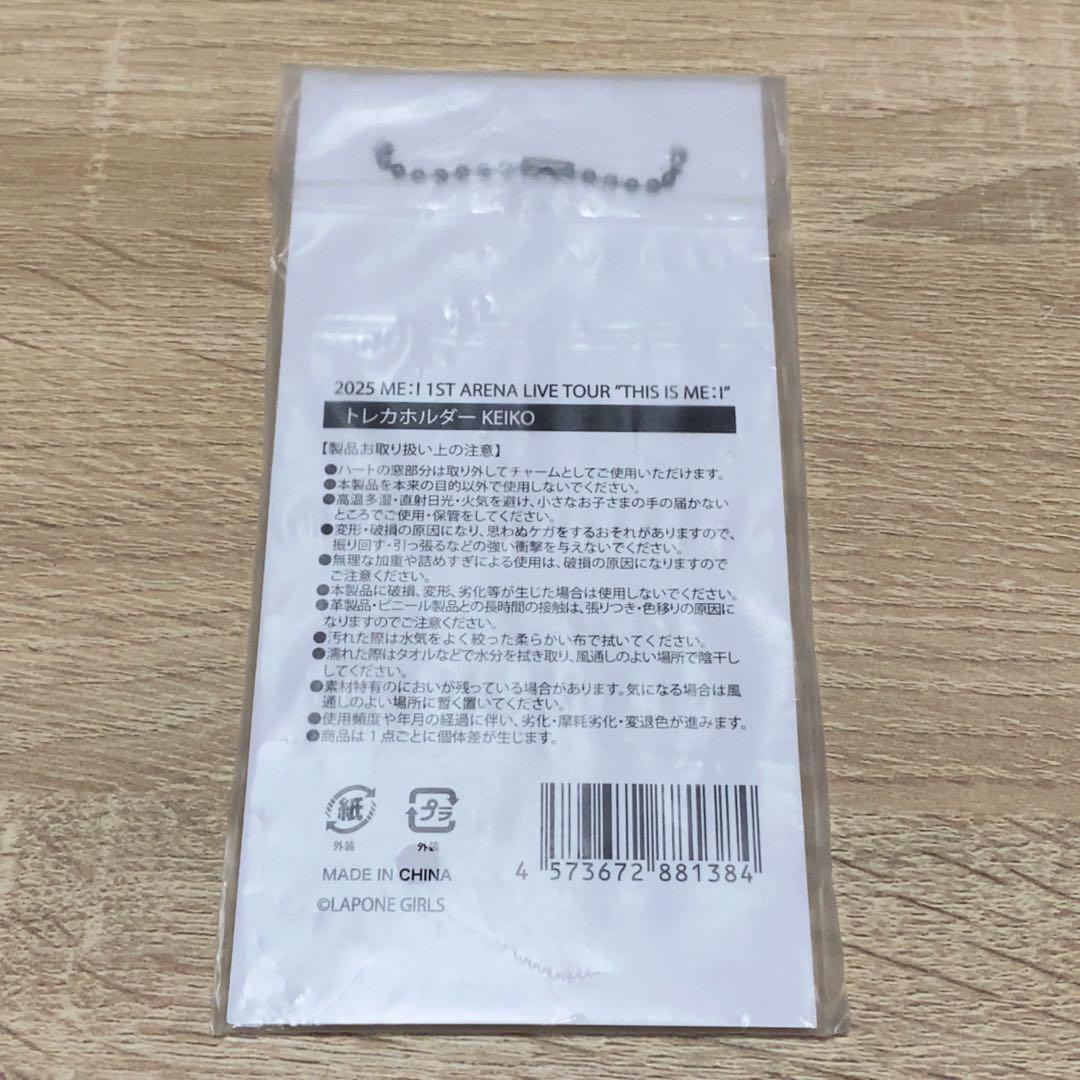 2025 ME:I 1ST ARENA LIVE TOUR "THIS IS ME:I"
トレカホルダー KEIKO
【製品お取り扱い上の注意】
●ハートの窓部分は取り外してチャームとしてご使用いただけます。
●本製品を本来の目的以外で使用しないでください。
●高温多湿・直射日光・火気を避け、小さなお子さまの手の届かない
ところでご使用・保管をしてください。
●変形・破損の原因になり、思わぬケガをするおそれがありますので、
振り回す・引っ張るなどの強い衝撃を与えないでください。
●無理な加重や詰めすぎによる使用は、破損の原因になりますので
ご注意ください。
●本製品に破損、変形、劣化等が生じた場合は使用しないでください。
●革製品・ビニール製品との長時間の接触は、張りつき・色移りの原因に
なりますのでご注意ください。
●汚れた際は水気をよく絞った柔らかい布で拭いてください。
●濡れた際はタオルなどで水分を拭き取り、風通しのよい場所で陰干し
してください。
●素材特有のにおいが残っている場合があります。気になる場合は風
通しのよい場所に暫く置いてください。
●使用頻度や年月の経過に伴い、劣化・摩耗劣化・変退色が進みます。
●商品は1点ごとに個体差が生じます。
紙 プラ
外装 外装
MADE IN CHINA
4 573672 881384
©LAPONE GIRLS